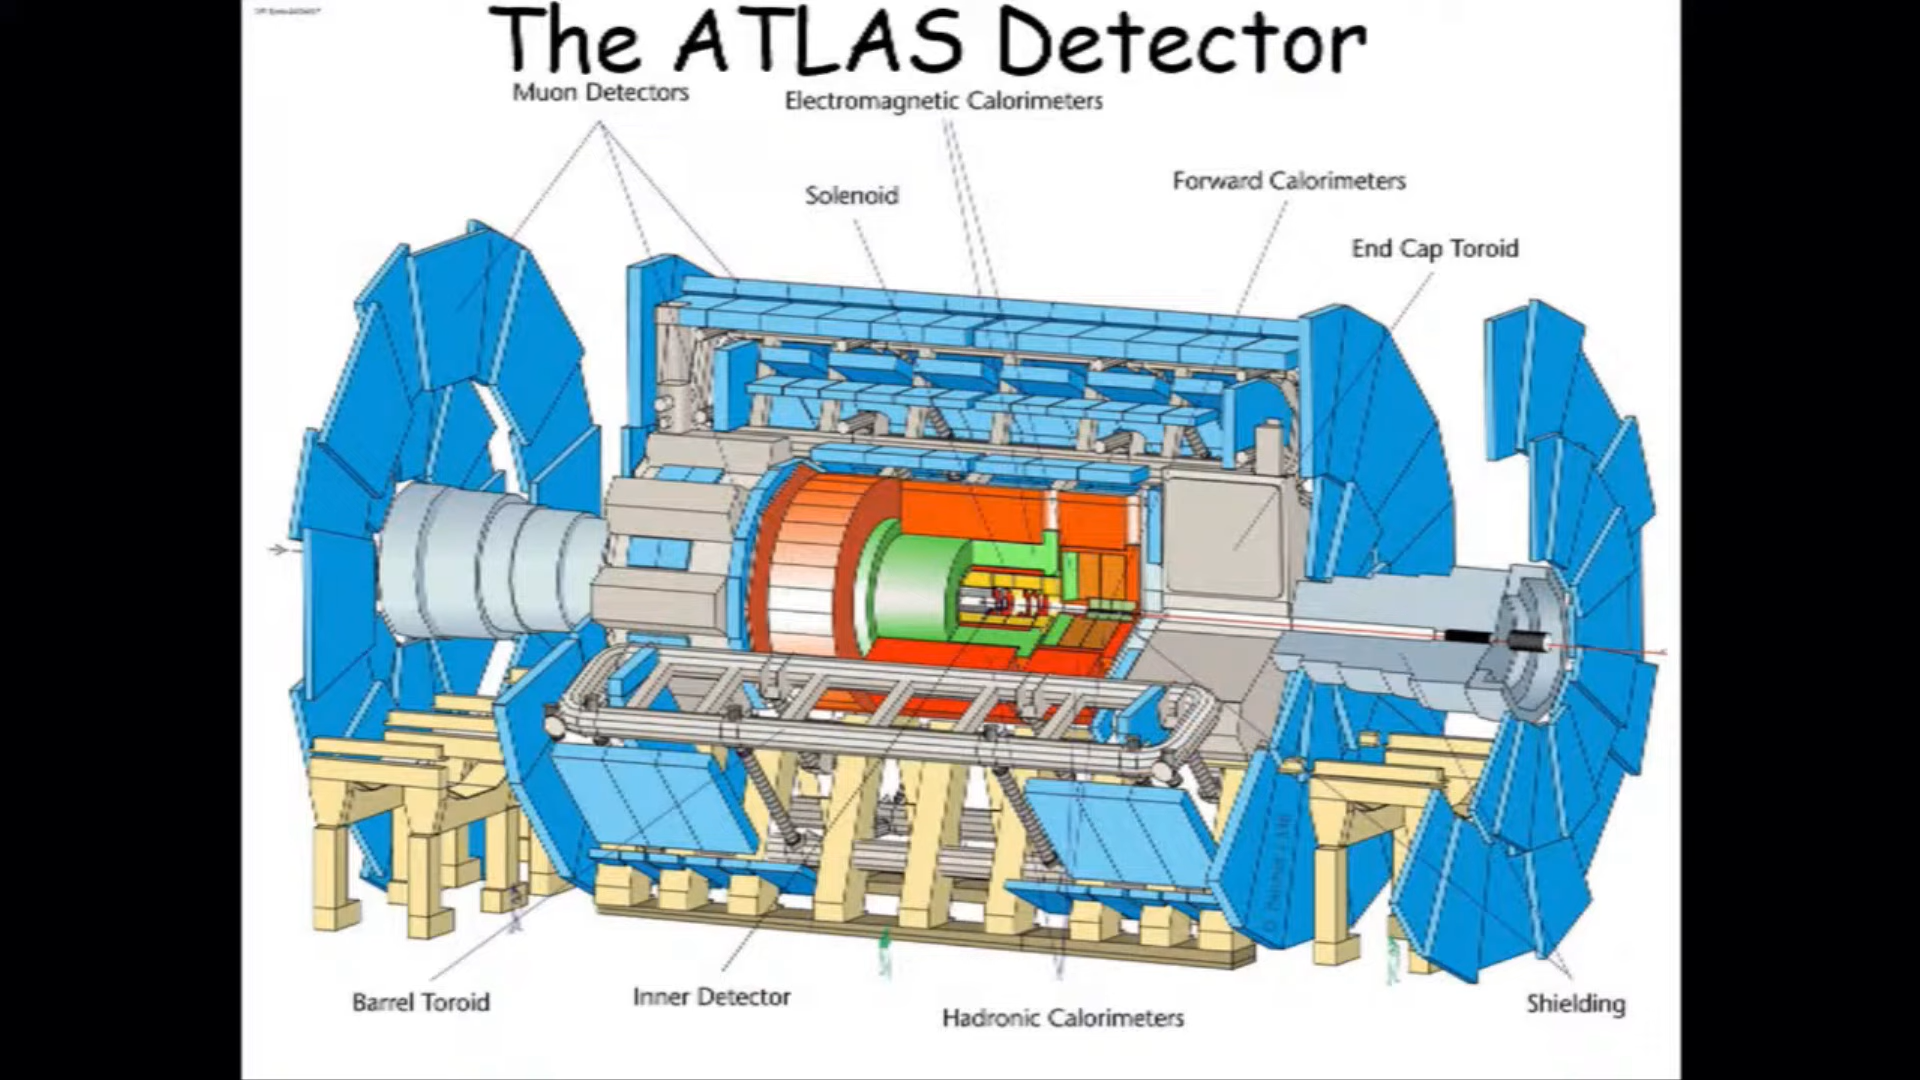 The ATLAS Detector
Muon Detectors
Electromagnetic Calorimeters
Forward Calorimeters
Solenoid
End Cap Toroid
Barrel Toroid
Inner Detector
Hadronic Calorimeters
Shielding